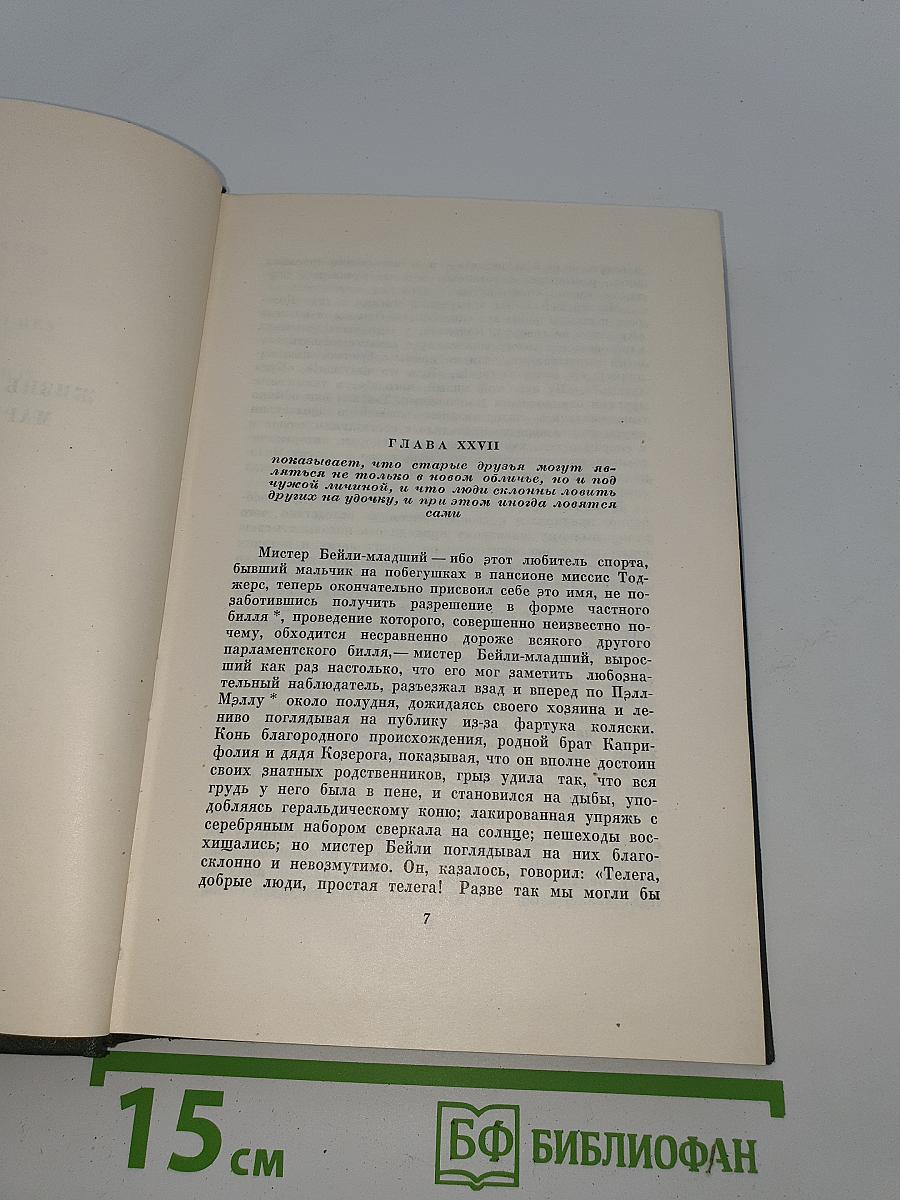 ГЛАВА XXVII
показывает, что старые друзья могут яв-
ляться не только в новом обличье, но и под
чужой личиной, и что люди склонны ловить
других на удочку, и при этом иногда ловятся
сами
Мистер Бейли-младший — ибо этот любитель спорта,
бывший мальчик на побегушках в пансионе миссис Тод-
жерс, теперь окончательно присвоил себе это имя, не по-
заботившись получить разрешение в форме частного
билля *, проведение которого, совершенно неизвестно по-
чему, обходится несравненно дороже всякого другого
парламентского билля,— мистер Бейли-младший, вырос-
ший как раз настолько, что его мог заметить любозна-
тельный наблюдатель, разъезжал взад и вперед по Пэлл-
Мэллу * около полудня, дожидаясь своего хозяина и ле-
ниво поглядывая на публику из-за фартука коляски.
Конь благородного происхождения, родной брат Капри-
фолия и дядя Козерога, показывая, что он вполне достоин
своих знатных родственников, грыз удила так, что вся
грудь у него была в пене, и становился на дыбы, упо-
добляясь геральдическому коню; лакированная упряжь с
серебряным набором сверкала на солнце; пешеходы вос-
хищались; но мистер Бейли поглядывал на них благо-
склонно и невозмутимо. Он, казалось, говорил: «Телега,
добрые люди, простая телега! Разве так мы могли бы
7
15 см
БФ БИБЛИОФАН